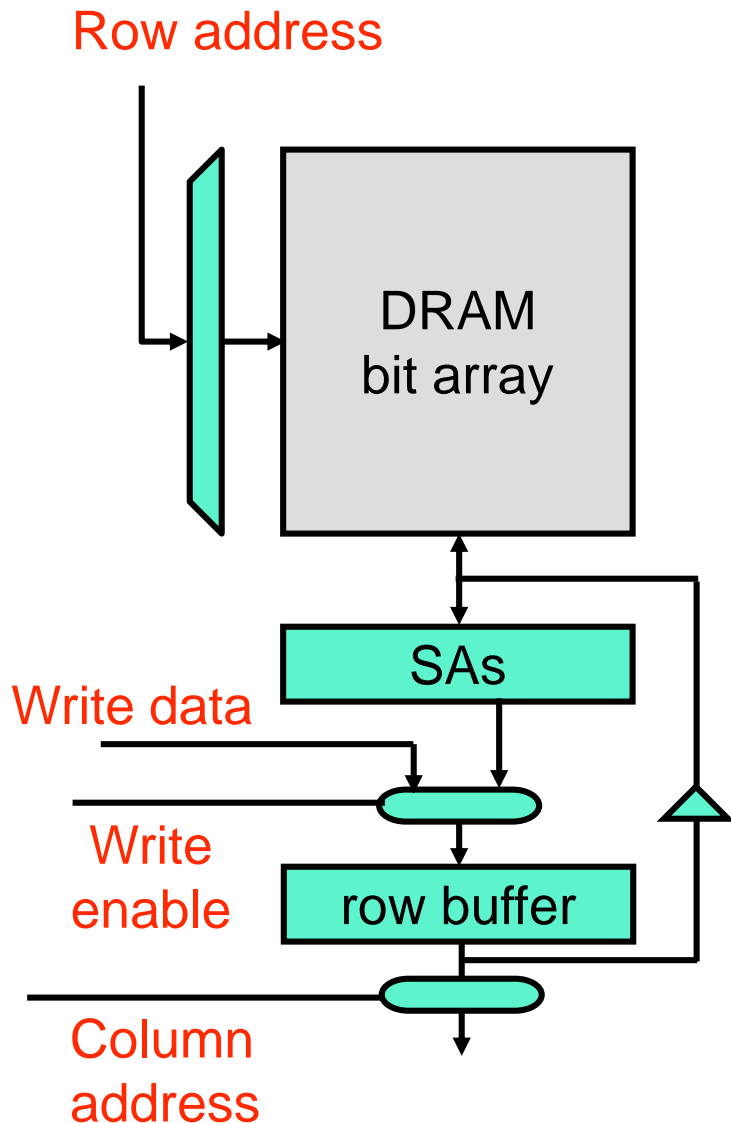 Row address
DRAM
bit array
SAs
Write data
Write
enable
row buffer
Column
address